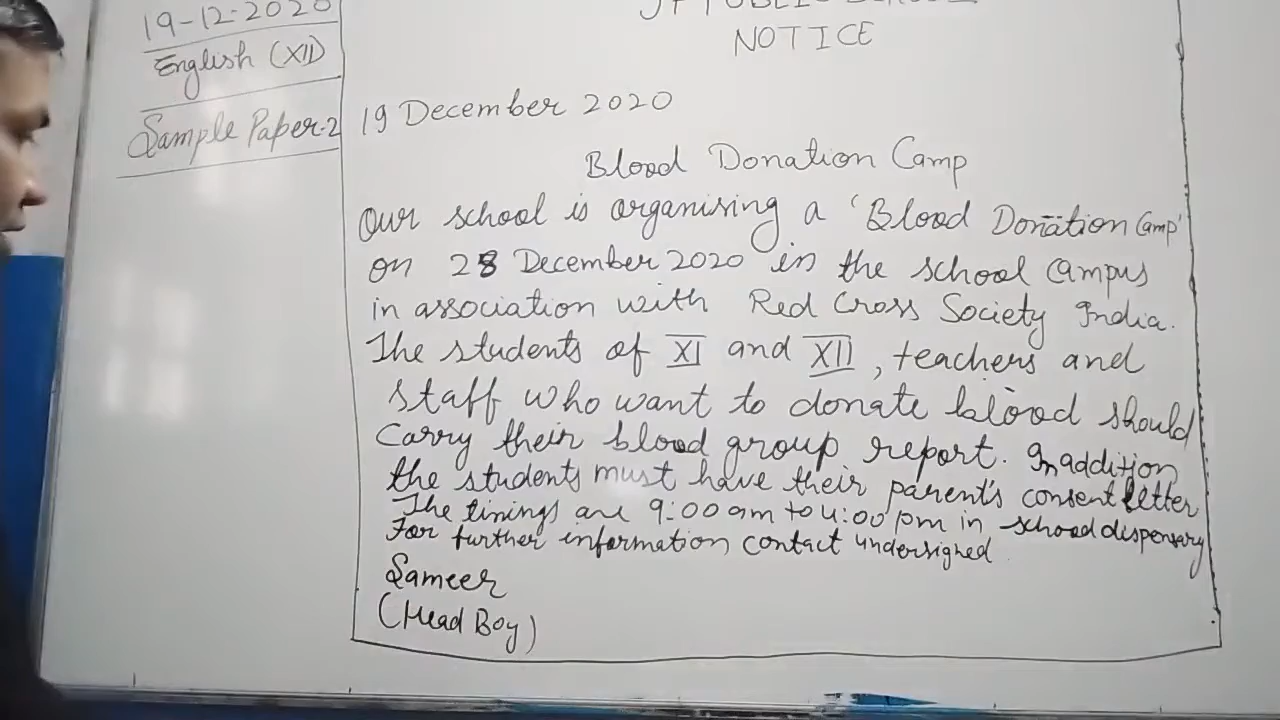 19-12-2020
English (XII)
Sample Paper-2
NOTICE
19 December 2020
Blood Donation Camp
Our school is organising a 'Blood Donation Camp'
on 28 December 2020 in the school campus
in association with Red Cross Society India.
The students of XI and XII, teachers and
staff who want to donate blood should
carry their blood group report. In addition
the students must have their parent's consent letter
The timings are 9:00 am to 4:00 pm in school dispensary
For further information contact undersigned
Sameer
(Head Boy)